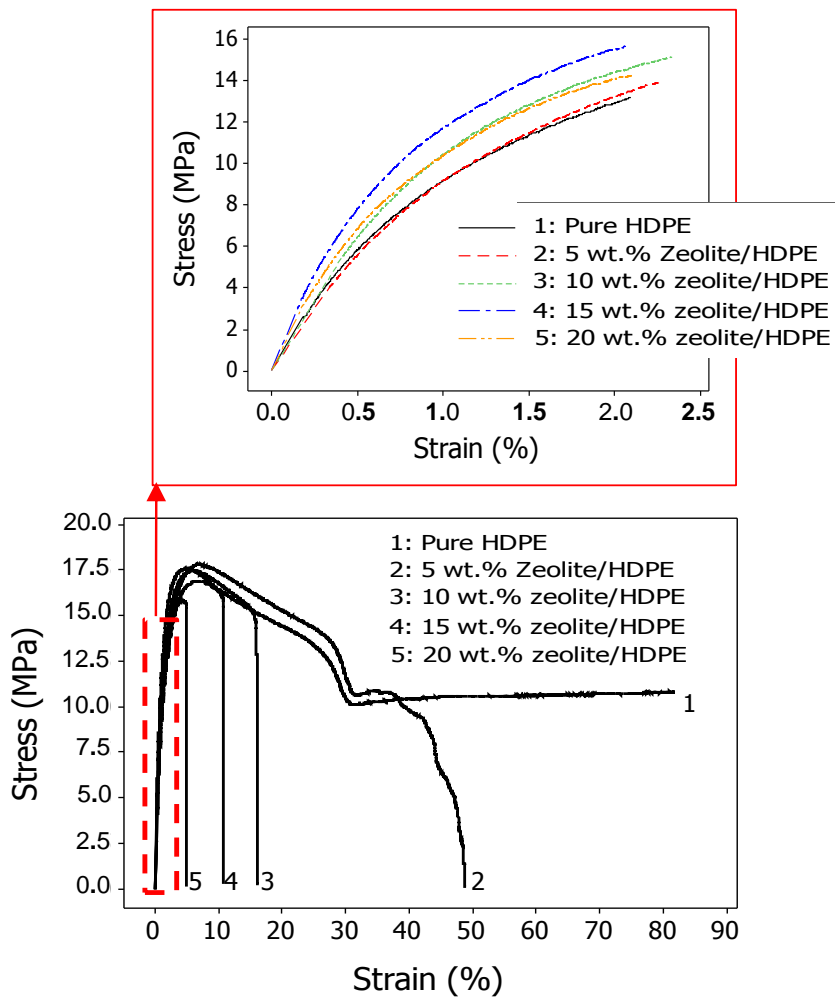 16
14
12
10
8
6
4
2
0
Stress (MPa)
1: Pure HDPE
2: 5 wt.% Zeolite/HDPE
3: 10 wt.% zeolite/HDPE
4: 15 wt.% zeolite/HDPE
5: 20 wt.% zeolite/HDPE
0.0 0.5 1.0 1.5 2.0 2.5
Strain (%)
20.0
17.5
15.0
12.5
10.0
7.5
5.0
2.5
0.0
Stress (MPa)
1: Pure HDPE
2: 5 wt.% Zeolite/HDPE
3: 10 wt.% zeolite/HDPE
4: 15 wt.% zeolite/HDPE
5: 20 wt.% zeolite/HDPE
1
5 4 3 2
0 10 20 30 40 50 60 70 80 90
Strain (%)